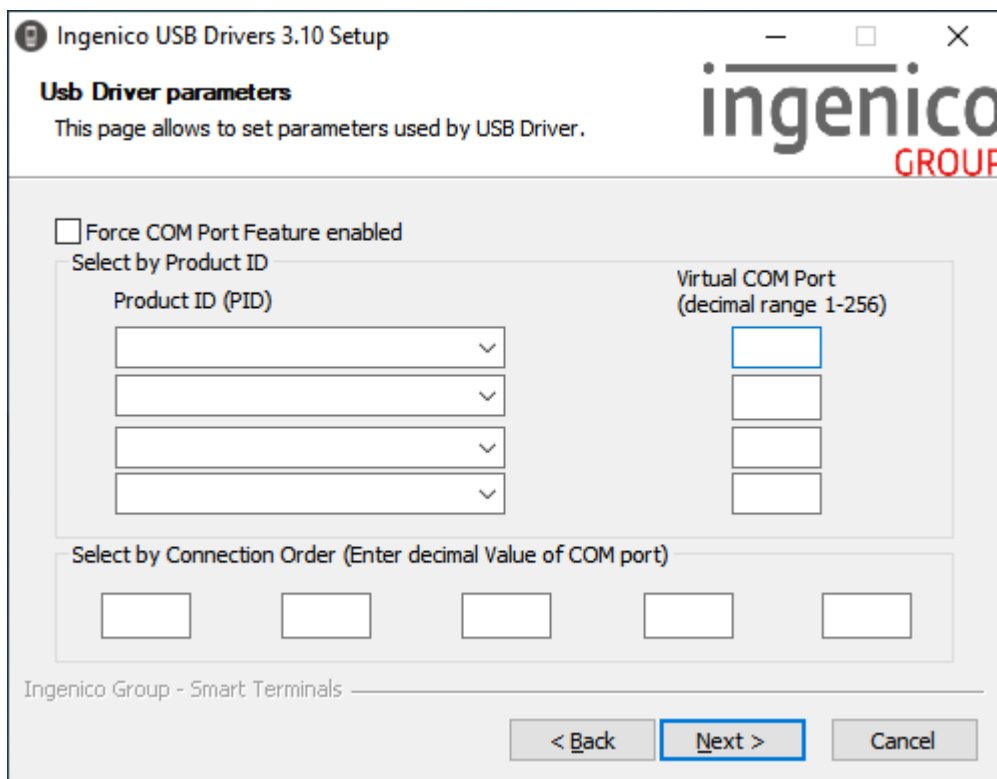 Ingenico USB Drivers 3.10 Setup
Usb Driver parameters
This page allows to set parameters used by USB Driver.
ingenico
GROUP
Force COM Port Feature enabled
Select by Product ID
Product ID (PID)
Virtual COM Port
(decimal range 1-256)
Select by Connection Order (Enter decimal Value of COM port)
Ingenico Group - Smart Terminals
< Back
Next >
Cancel